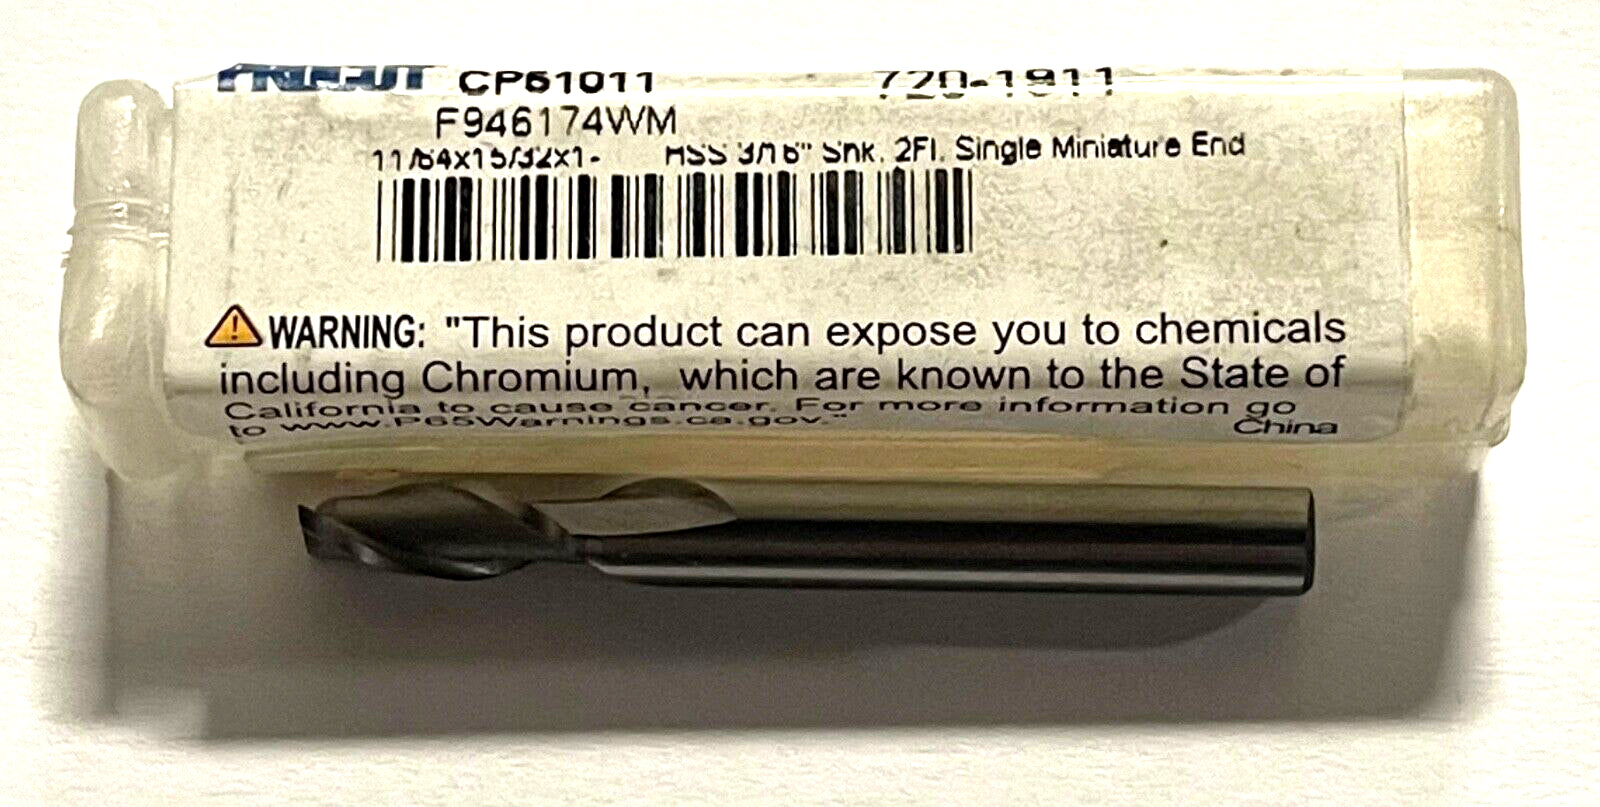 CP61011 720-1911
F946174WM
11/64x15/32x1- HSS 3/16" Shk. 2Fl. Single Miniature End
WARNING: "This product can expose you to chemicals
including Chromium, which are known to the State of
California to cause cancer. For more information go
to www.P65Warnings.ca.gov."
China